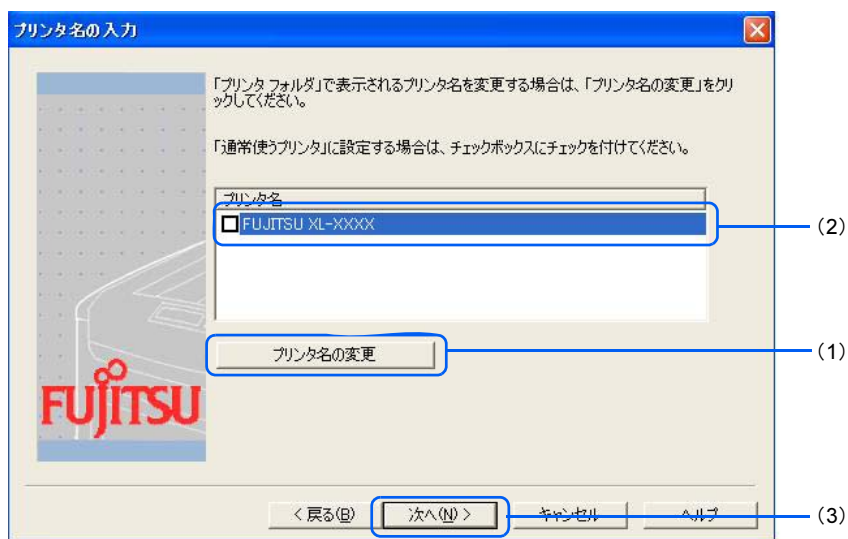 プリンタ名の入力
「プリンタ フォルダ」で表示されるプリンタ名を変更する場合は、「プリンタ名の変更」をクリ
ックしてください。
「通常使うプリンタ」に設定する場合は、チェックボックスにチェックを付けてください。
プリンタ名
FUJITSU XL-XXXX
(2)
プリンタ名の変更
(1)
FUJITSU
< 戻る(B)
次へ(N) >
キャンセル
ヘルプ
(3)